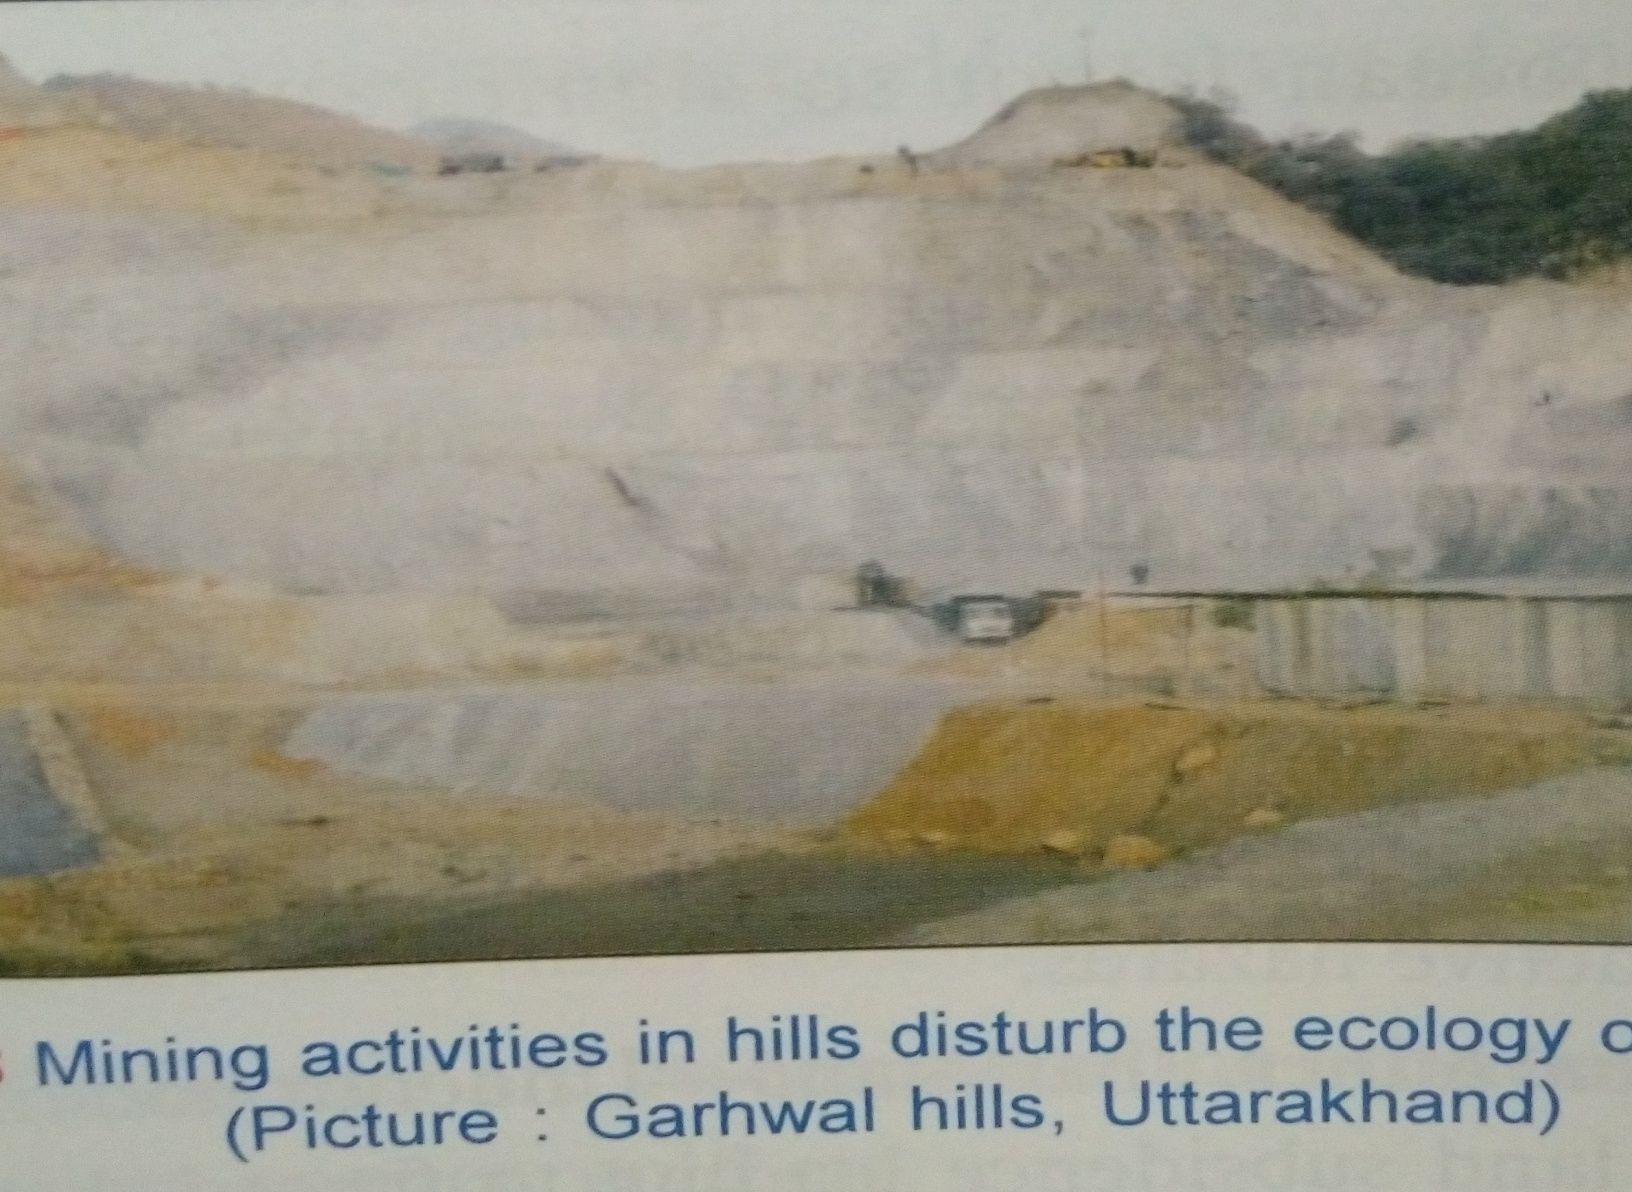 Mining activities in hills disturb the ecology
(Picture : Garhwal hills, Uttarakhand)